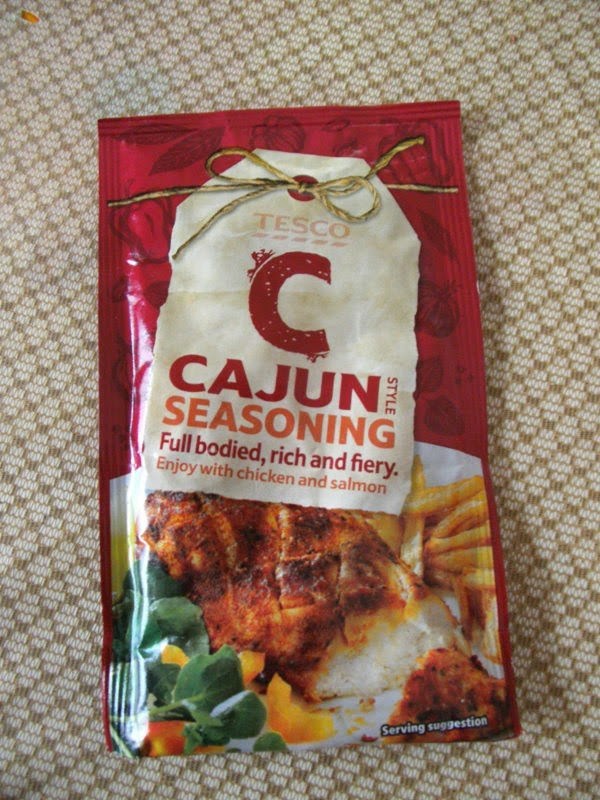 TESCO
C
CAJUN STYLE
SEASONING
Full bodied, rich and fiery.
Enjoy with chicken and salmon
Serving suggestion